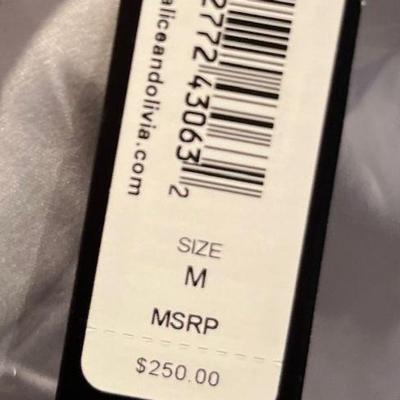 aliceandolivia.com
2772 43063 2
SIZE
M
MSRP
$250.00